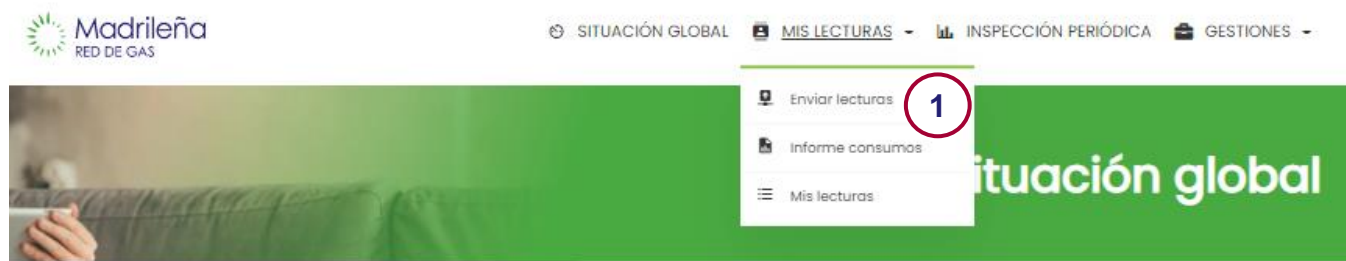 Madrileña
RED DE GAS
SITUACIÓN GLOBAL
MIS LECTURAS
INSPECCIÓN PERIÓDICA
GESTIONES
Enviar lecturas
1
Informe consumos
Mis lecturas
ituación global